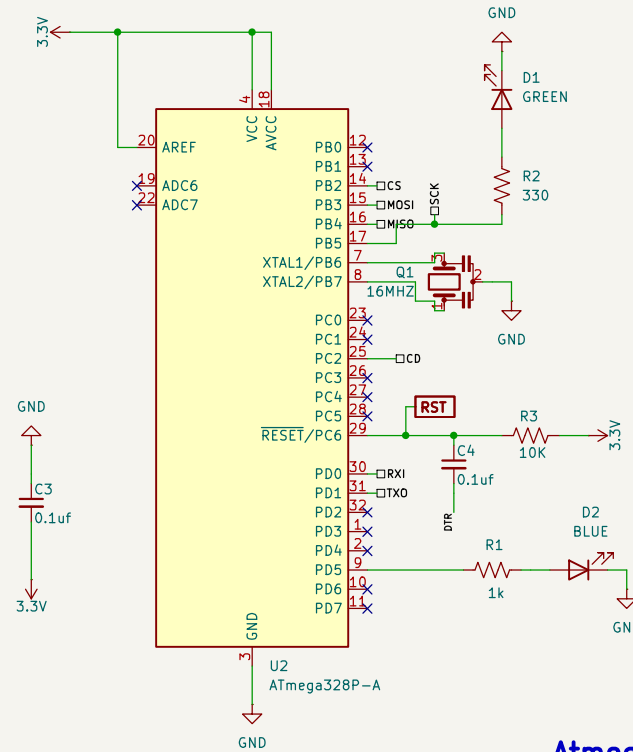 GND
3.3V
D1
GREEN
4
18
VCC
AVCC
20
AREF
PB0
12
13
PB1
19
ADC6
PB2
14
CS
R2
330
SCK
22
ADC7
PB3
15
MOSI
PB4
16
MISO
PB5
17
XTAL1/PB6
7
Q1
3
2
XTAL2/PB7
8
16MHZ
1
GND
PC0
23
PC1
24
PC2
25
CD
PC3
26
PC4
27
PC5
28
RST
GND
RESET/PC6
29
R3
10K
3.3V
C4
0.1uf
PD0
30
RXI
C3
0.1uf
PD1
31
TXO
PD2
32
DTR
D2
BLUE
PD3
1
PD4
2
R1
1k
PD5
9
PD6
10
3.3V
PD7
11
GND
3
U2
ATmega328P-A
GND